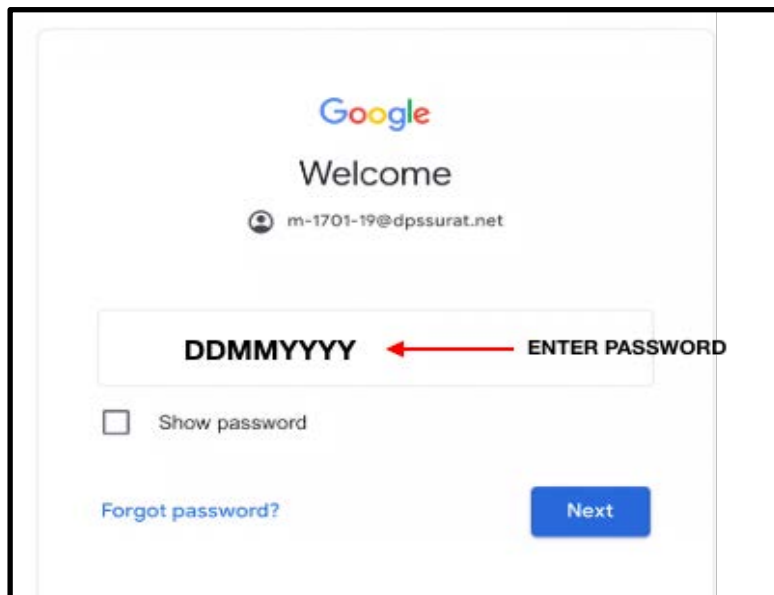 Google
Welcome
m-1701-19@dpssurat.net
DDMMYYYY ENTER PASSWORD
Show password
Forgot password? Next